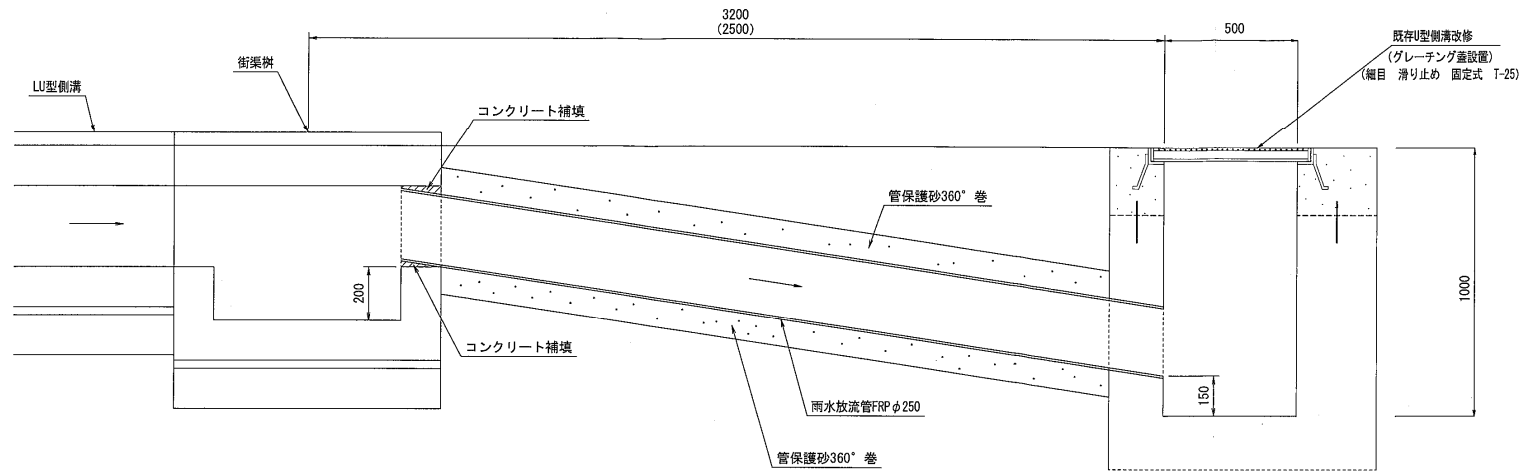 3200
(2500)
500
既存U型側溝改修
(グレーチング蓋設置)
(細目 滑り止め 固定式 T-25)
街渠桝
LU型側溝
コンクリート補填
管保護砂360°巻
200
1000
コンクリート補填
150
雨水放流管FRPφ250
管保護砂360°巻